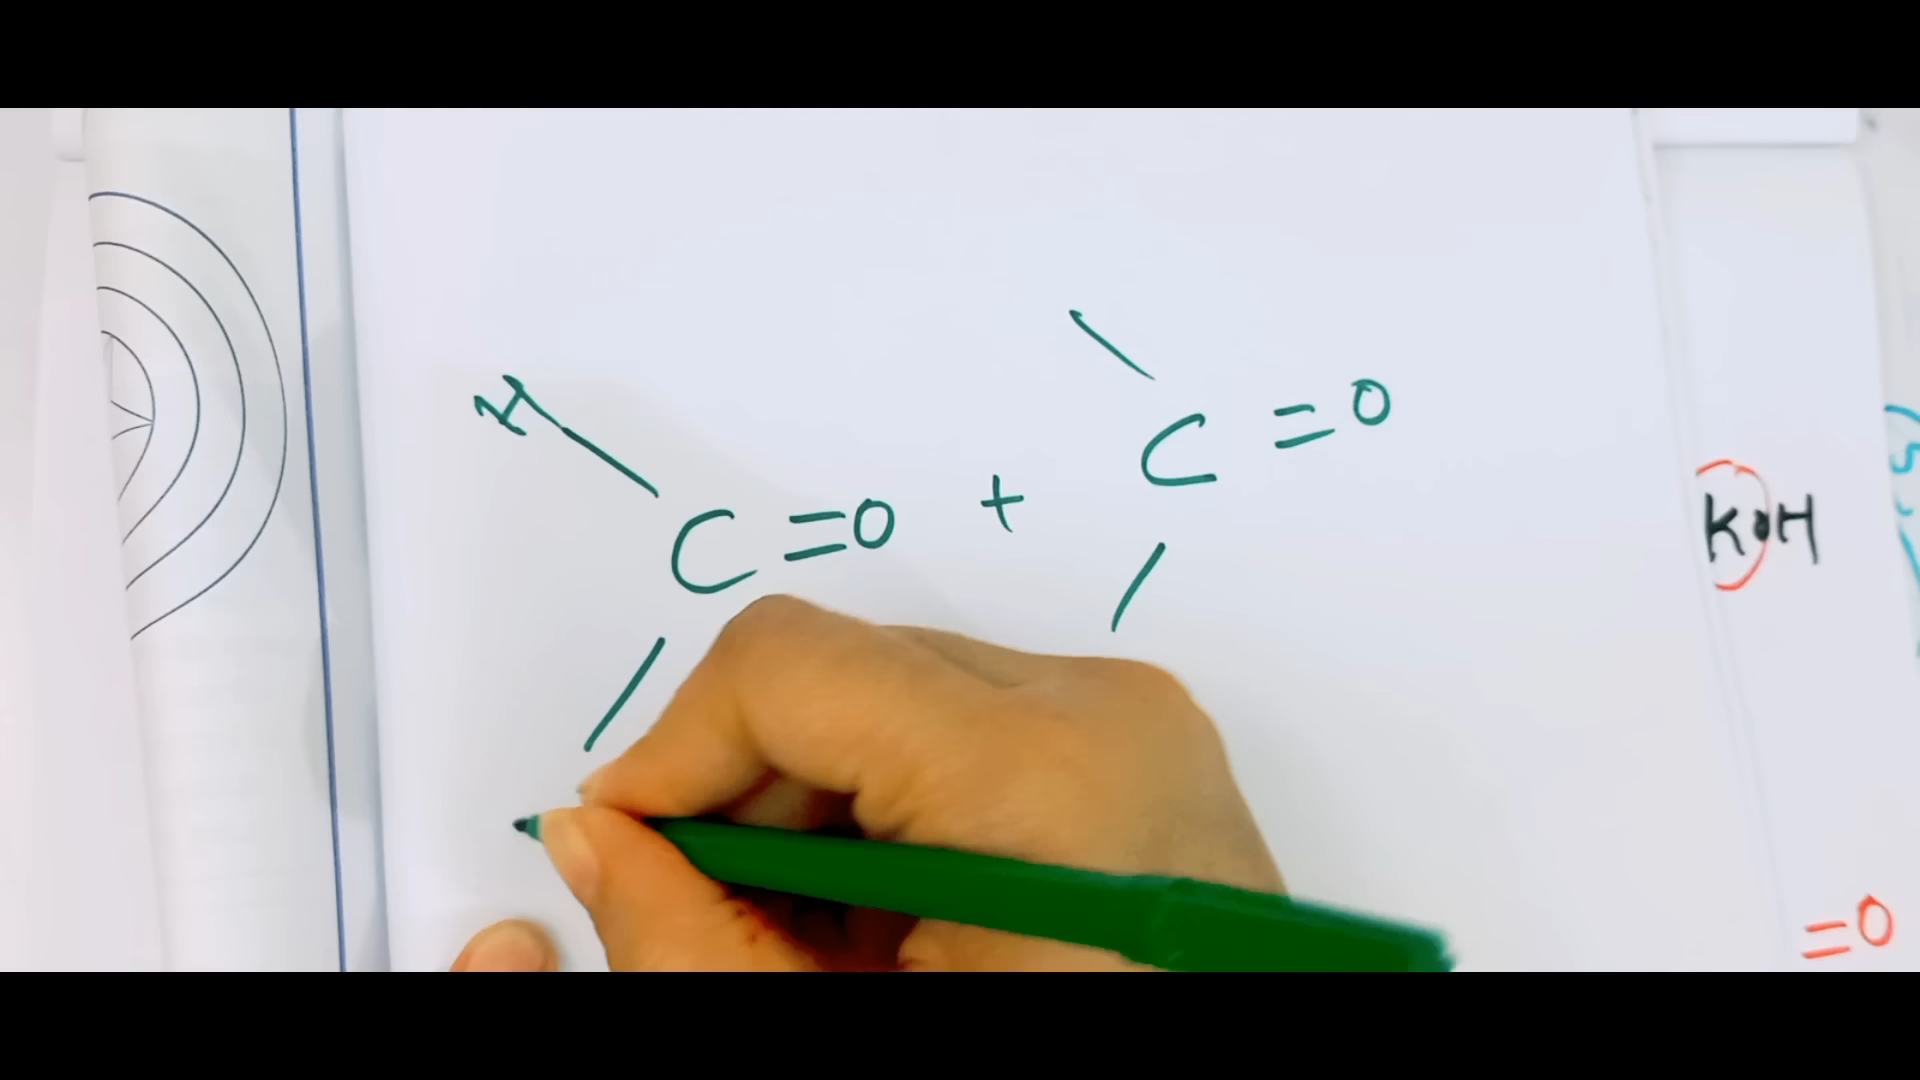 H
C=O + C=O
KOH
=O